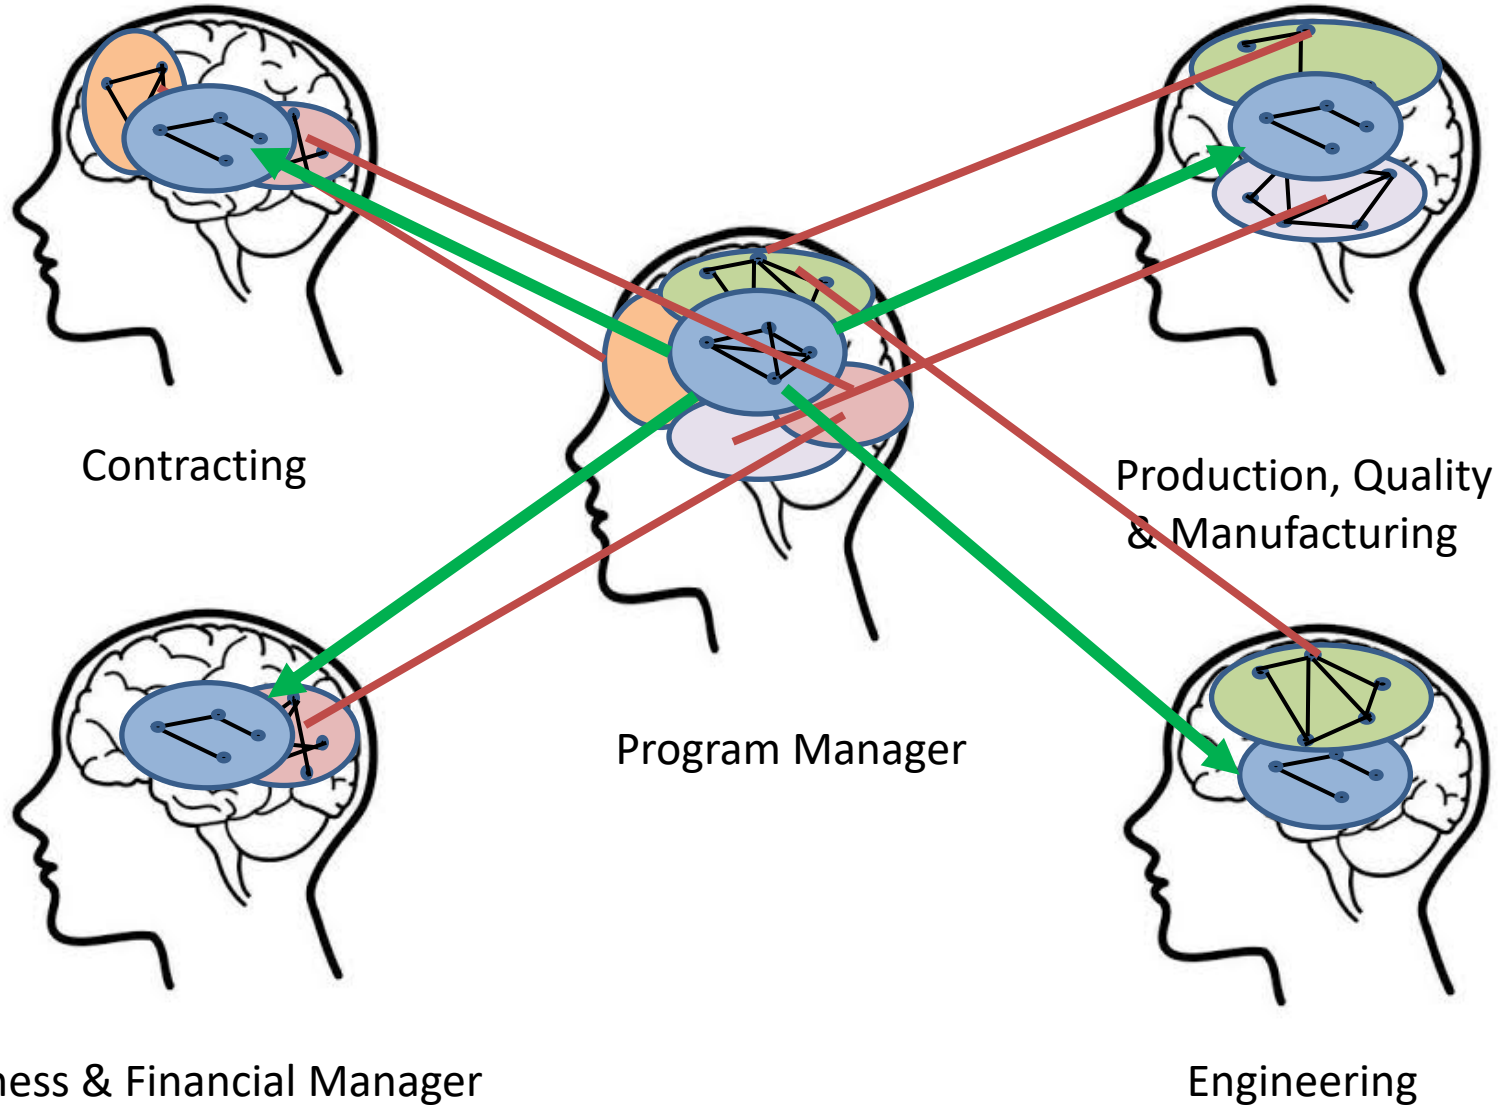 Contracting
Production, Quality
& Manufacturing
Program Manager
ness & Financial Manager
Engineering